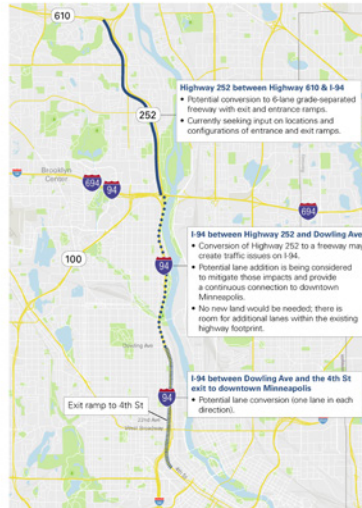 610
Highway 252 between Highway 610 & I-94
• Potential conversion to 6-lane grade-separated
freeway with exit and entrance ramps.
• Currently seeking input on locations and
configurations of entrance and exit ramps.
252
Brooklyn
Center
694
94
694
I-94 between Highway 252 and Dowling Ave
• Conversion of Highway 252 to a freeway may
create traffic issues on I-94.
• Potential lane addition is being considered
to mitigate those impacts and provide
a continuous connection to downtown
Minneapolis.
• No new land would be needed; there is
room for additional lanes within the existing
highway footprint.
100
94
Dowling Ave
I-94 between Dowling Ave and the 4th St
exit to downtown Minneapolis
• Potential lane conversion (one lane in each
direction).
94
Exit ramp to 4th St
22nd Ave
West Broadway